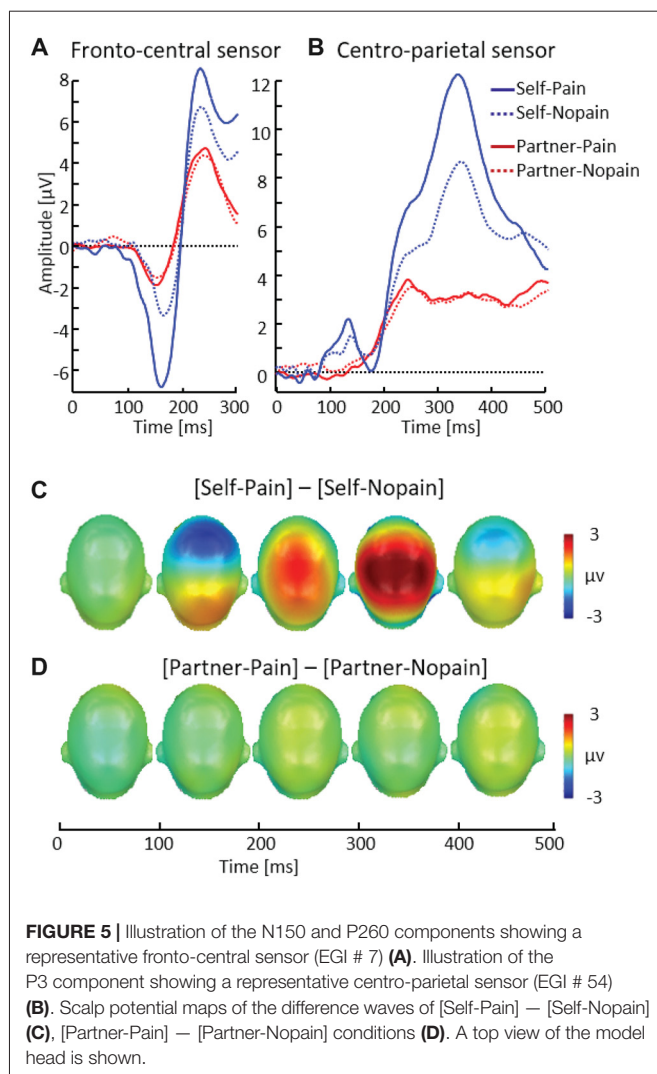 A Fronto-central sensor
B Centro-parietal sensor
8
6
4
2
0
-2
-4
-6
Amplitude [µV]
0 100 200 300
Time [ms]
12
10
8
6
4
2
0
0 100 200 300 400 500
Time [ms]
Self-Pain
Self-Nopain
Partner-Pain
Partner-Nopain
C
[Self-Pain] – [Self-Nopain]
3
µv
-3
D
[Partner-Pain] – [Partner-Nopain]
3
µv
-3
0 100 200 300 400 500
Time [ms]
FIGURE 5 | Illustration of the N150 and P260 components showing a
representative fronto-central sensor (EGI # 7) (A). Illustration of the
P3 component showing a representative centro-parietal sensor (EGI # 54)
(B). Scalp potential maps of the difference waves of [Self-Pain] — [Self-Nopain]
(C), [Partner-Pain] — [Partner-Nopain] conditions (D). A top view of the model
head is shown.